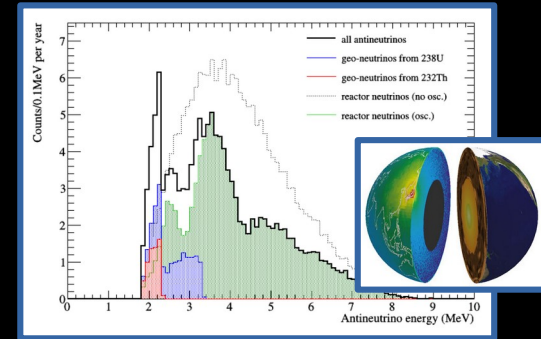 Counts/0.1MeV per year
7
6
5
4
3
2
1
0
all antineutrinos
geo-neutrinos from 238U
geo-neutrinos from 232Th
reactor neutrinos (no osc.)
reactor neutrinos (osc.)
0 1 2 3 4 5 6 7 8 9 10
Antineutrino energy (MeV)